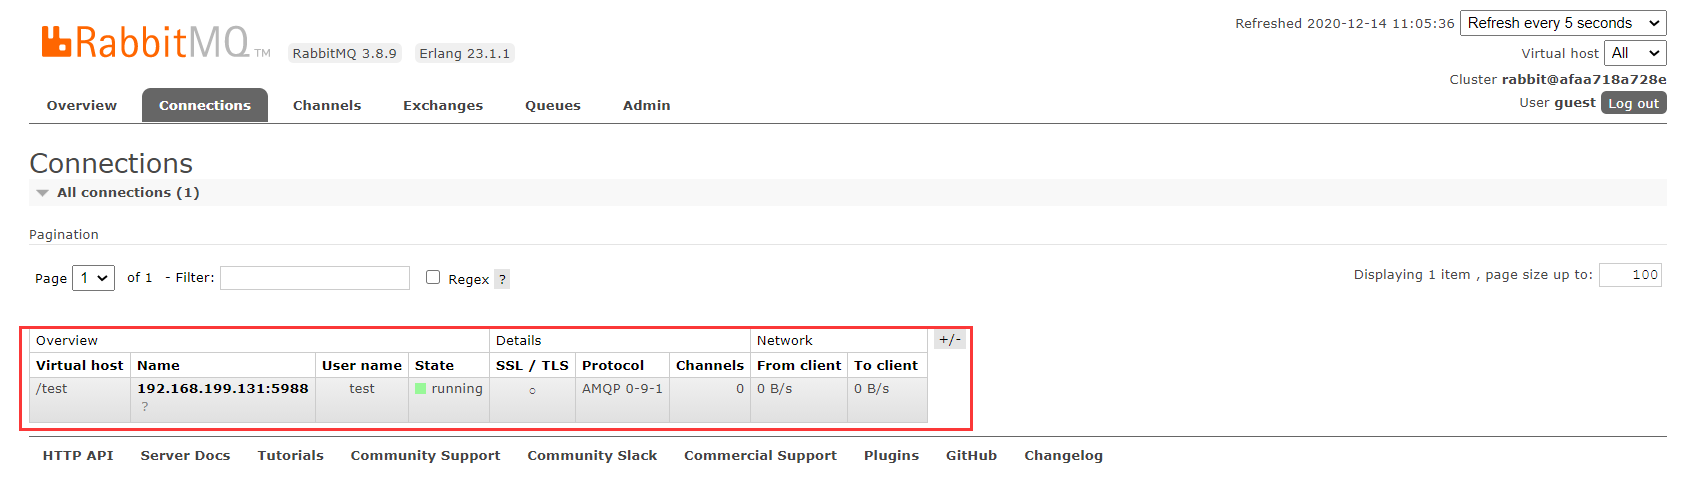 Refreshed 2020-12-14 11:05:36 Refresh every 5 seconds
RabbitMQ TM RabbitMQ 3.8.9 Erlang 23.1.1
Virtual host All
Cluster rabbit@afaa718a728e
User guest Log out
Overview Connections Channels Exchanges Queues Admin
Connections
All connections (1)
Pagination
Page 1 of 1 - Filter: Regex ? Displaying 1 item , page size up to: 100
Overview Details Network +/-
Virtual host Name User name State SSL / TLS Protocol Channels From client To client
/test 192.168.199.131:5988 test running ○ AMQP 0-9-1 0 0 B/s 0 B/s
?
HTTP API Server Docs Tutorials Community Support Community Slack Commercial Support Plugins GitHub Changelog